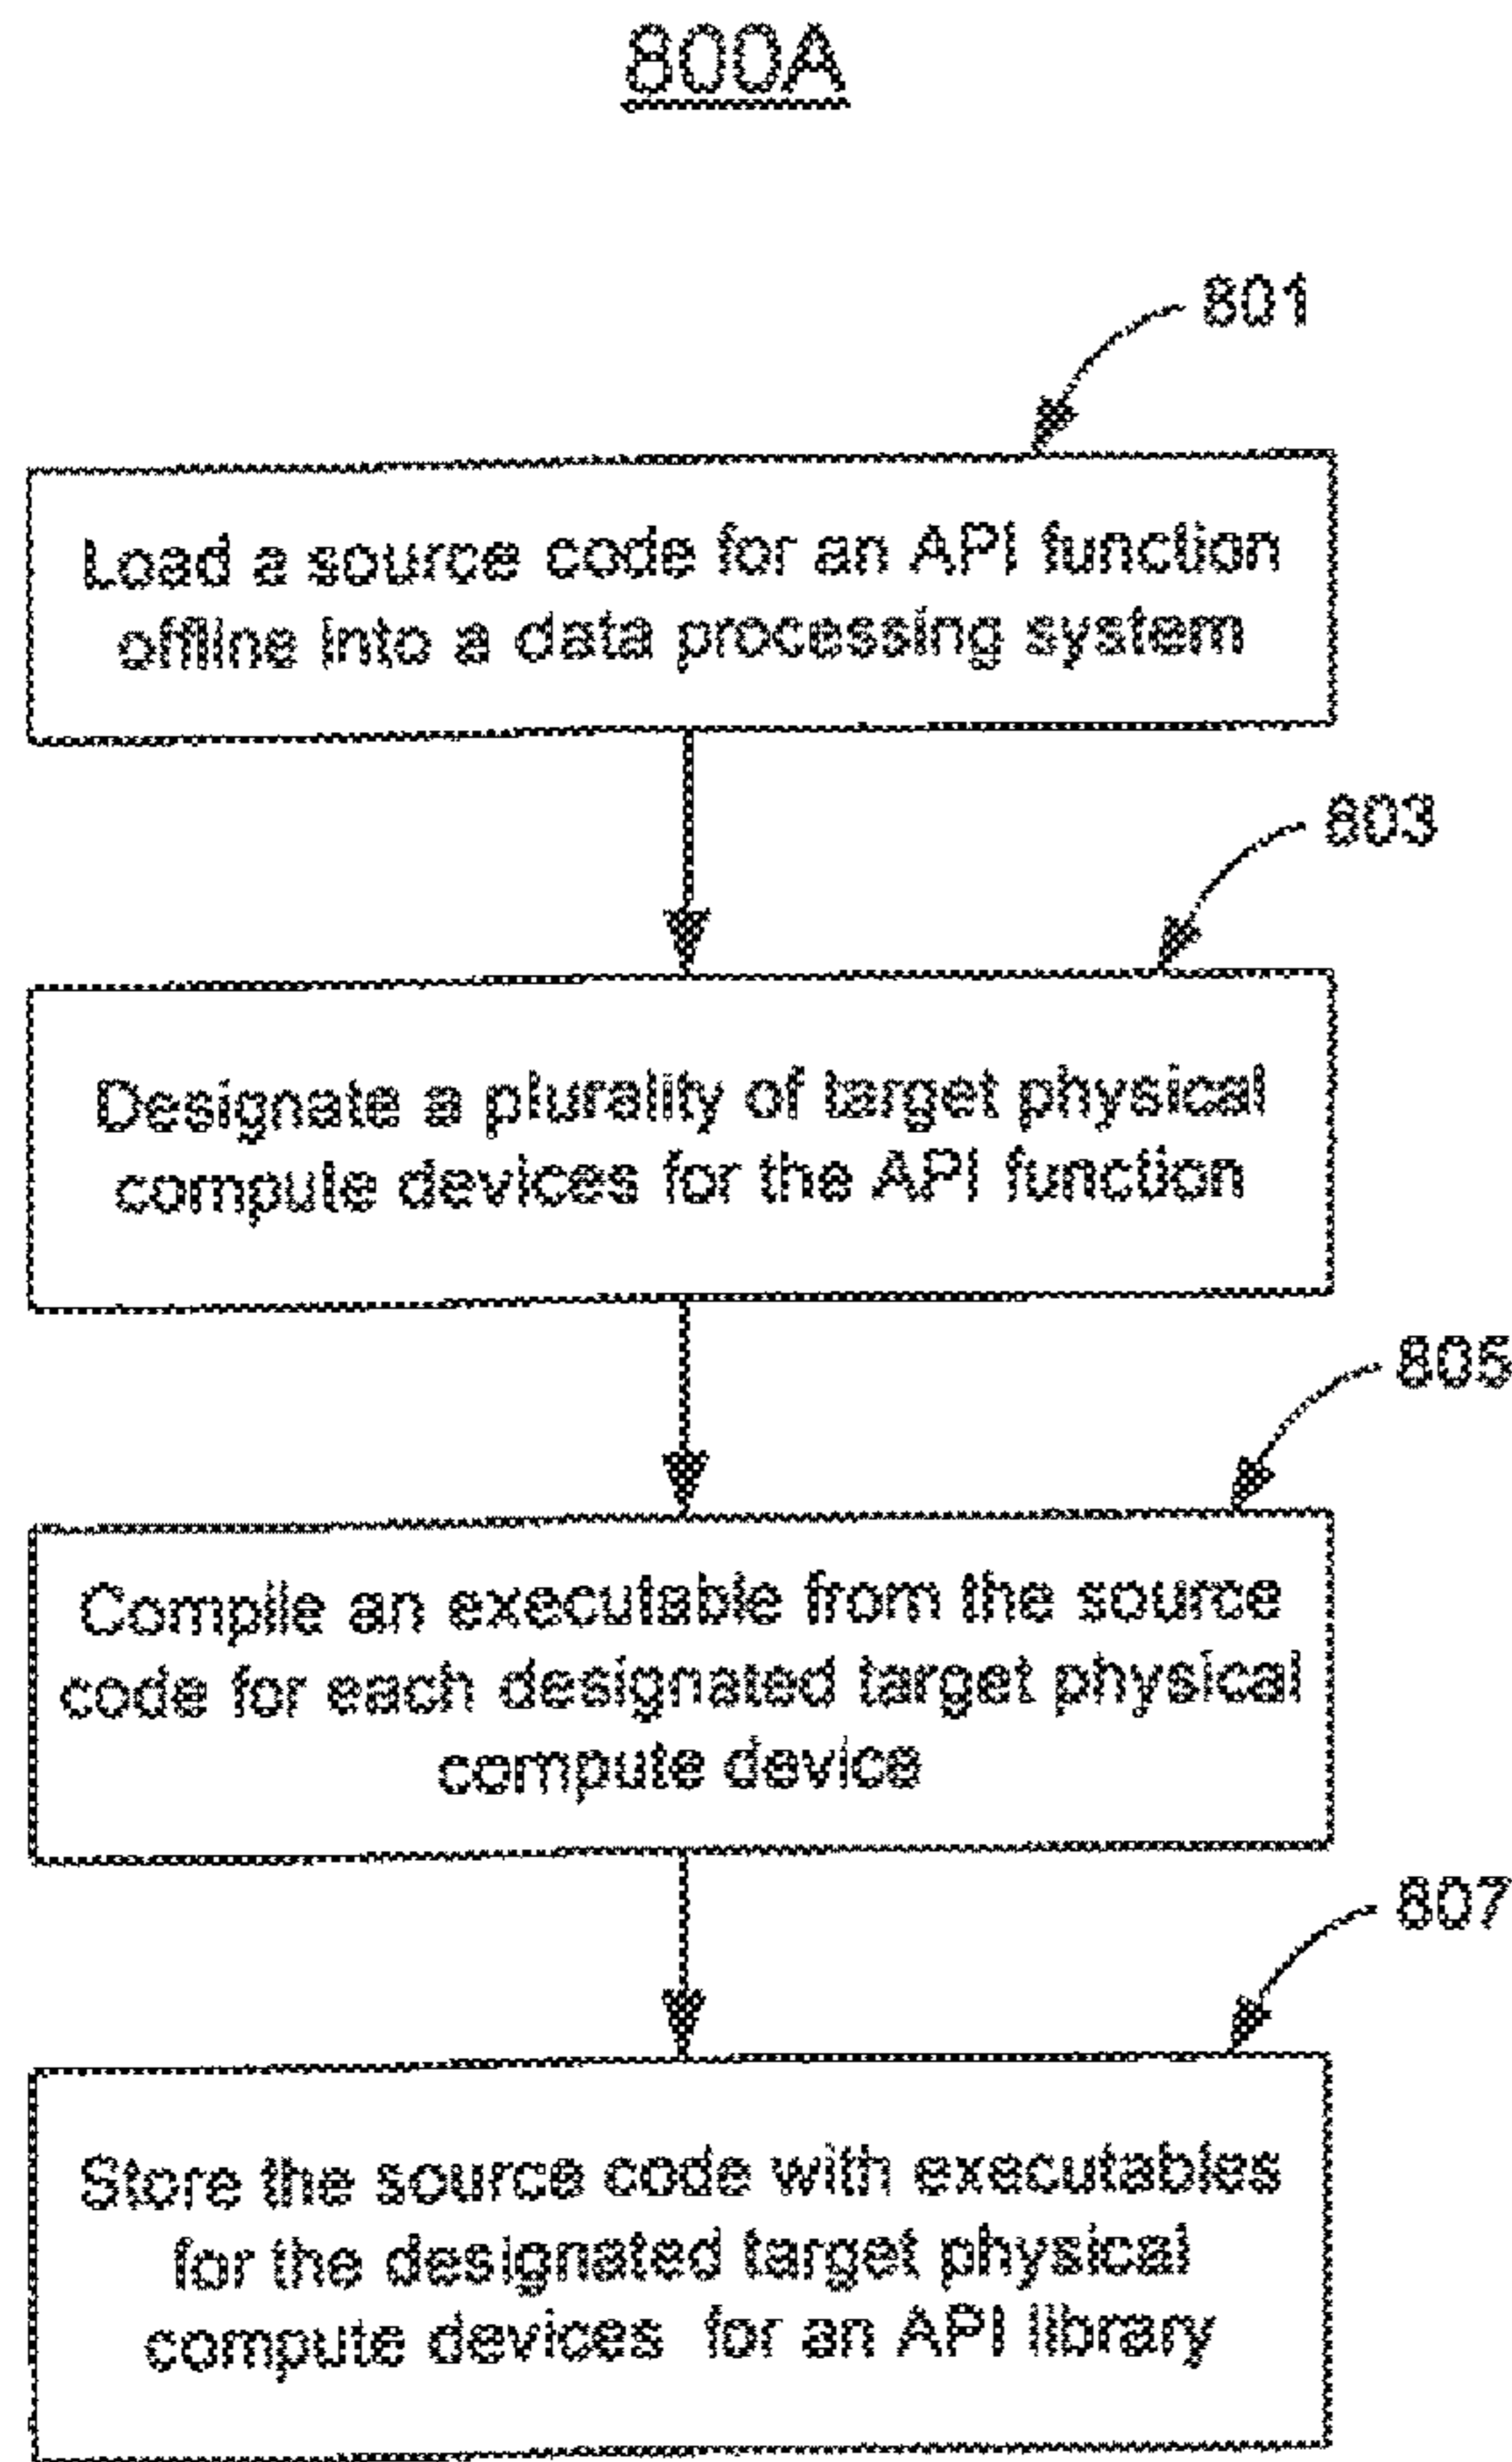 800A
801
Load a source code for an API function
offline into a data processing system
803
Designate a plurality of target physical
compute devices for the API function
805
Compile an executable from the source
code for each designated target physical
compute device
807
Store the source code with executables
for the designated target physical
compute devices for an API library